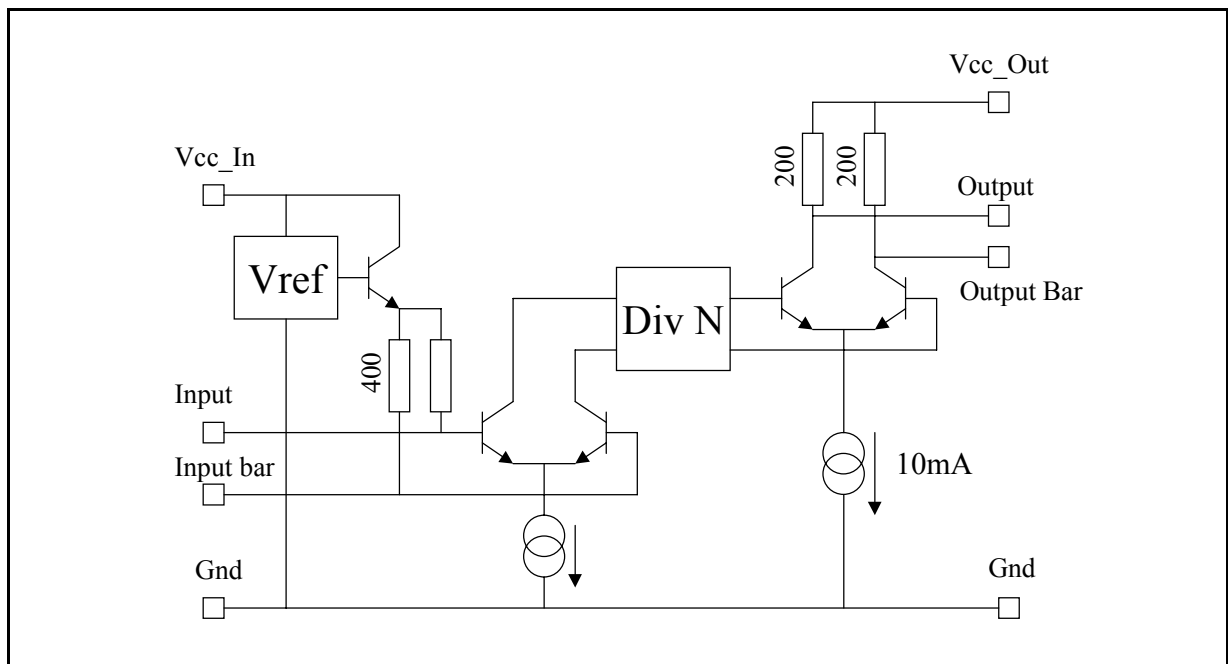 Vcc_Out
Vcc_In
200
200
Output
Vref
Output Bar
Div N
400
Input
Input bar
10mA
Gnd
Gnd